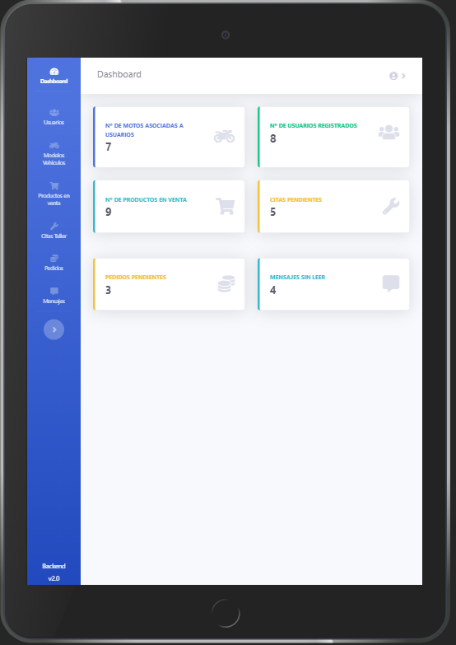 Dashboard
Usuarios
Modelos
Vehículos
Productos en
venta
Citas Taller
Pedidos
Mensajes
Backend
v2.0
Dashboard
Nº DE MOTOS ASOCIADAS A
USUARIOS
7
Nº DE USUARIOS REGISTRADOS
8
Nº DE PRODUCTOS EN VENTA
9
CITAS PENDIENTES
5
PEDIDOS PENDIENTES
3
MENSAJES SIN LEER
4